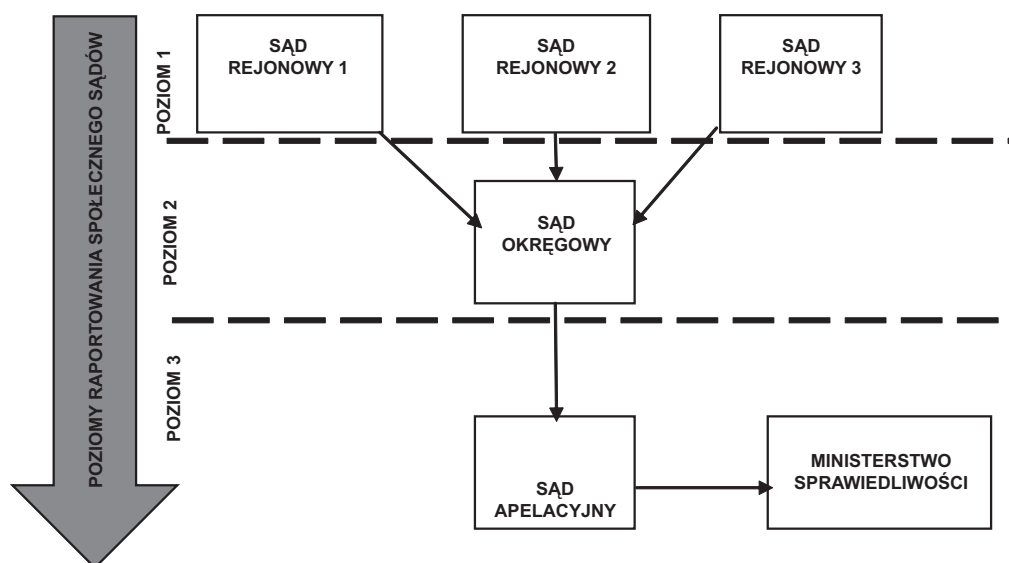 POZIOMY RAPORTOWANIA SPOŁECZNEGO SĄDÓW
POZIOM 1
SĄD
REJONOWY 1
SĄD
REJONOWY 2
SĄD
REJONOWY 3
POZIOM 2
SĄD
OKRĘGOWY
POZIOM 3
SĄD
APELACYJNY
MINISTERSTWO
SPRAWIEDLIWOŚCI